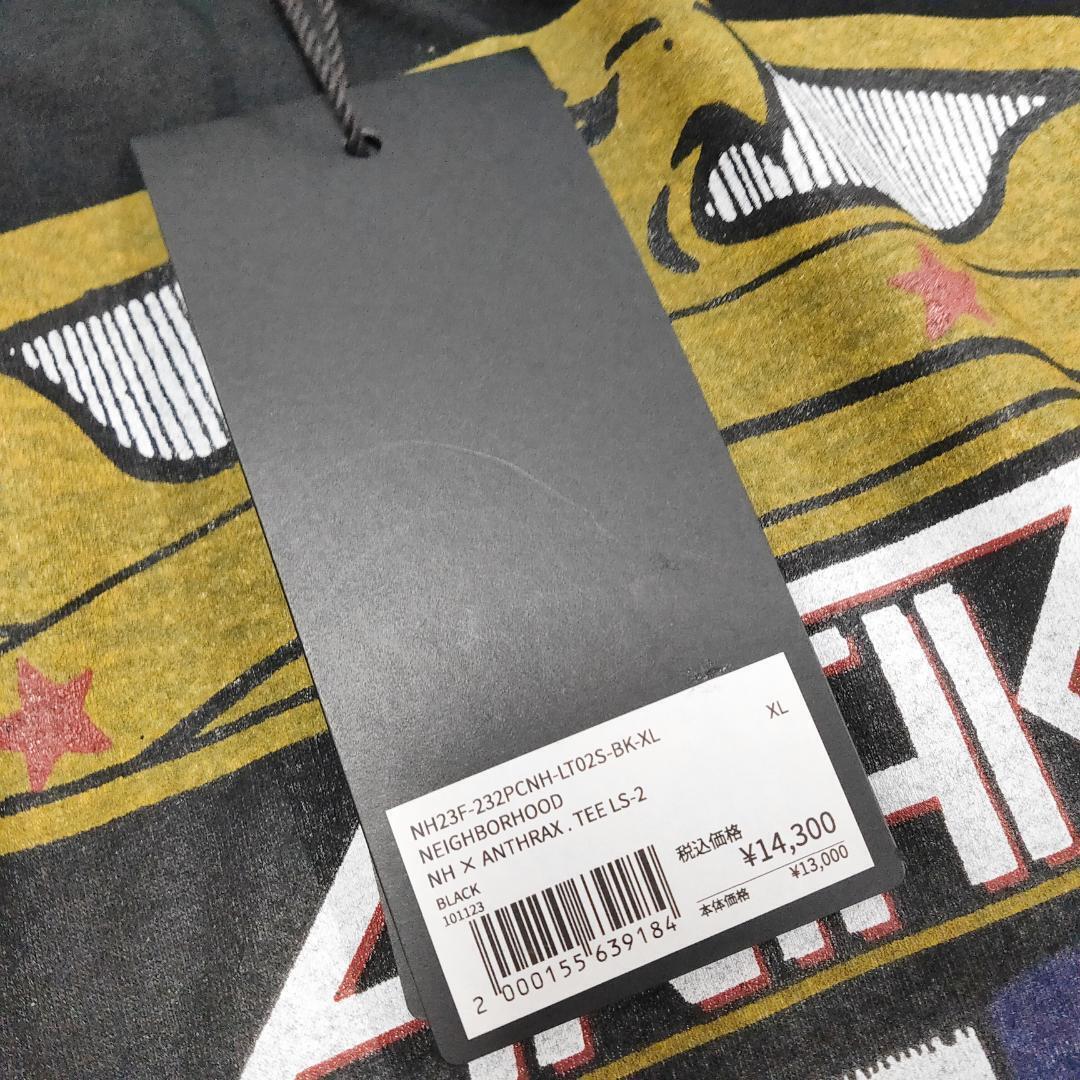 XL
NH23F-232PCNH-LT02S-BK-XL
NEIGHBORHOOD
NH × ANTHRAX . TEE LS-2
BLACK
101123
税込価格 ¥14,300
本体価格 ¥13,000
2 000155 639184